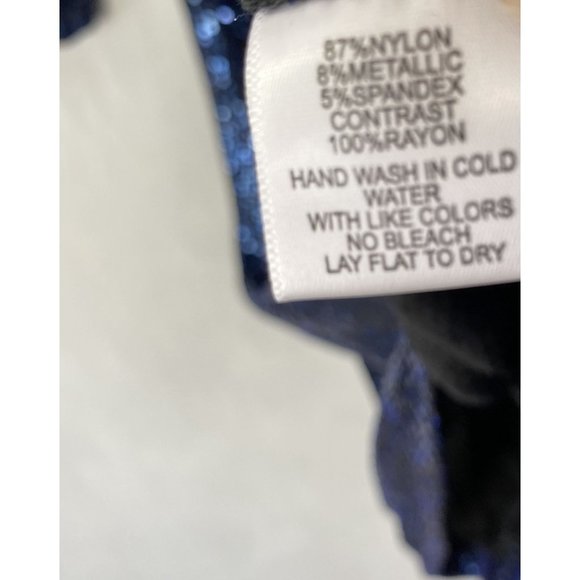 87%NYLON
8%METALLIC
5%SPANDEX
CONTRAST
100%RAYON
HAND WASH IN COLD
WATER
WITH LIKE COLORS
NO BLEACH
LAY FLAT TO DRY